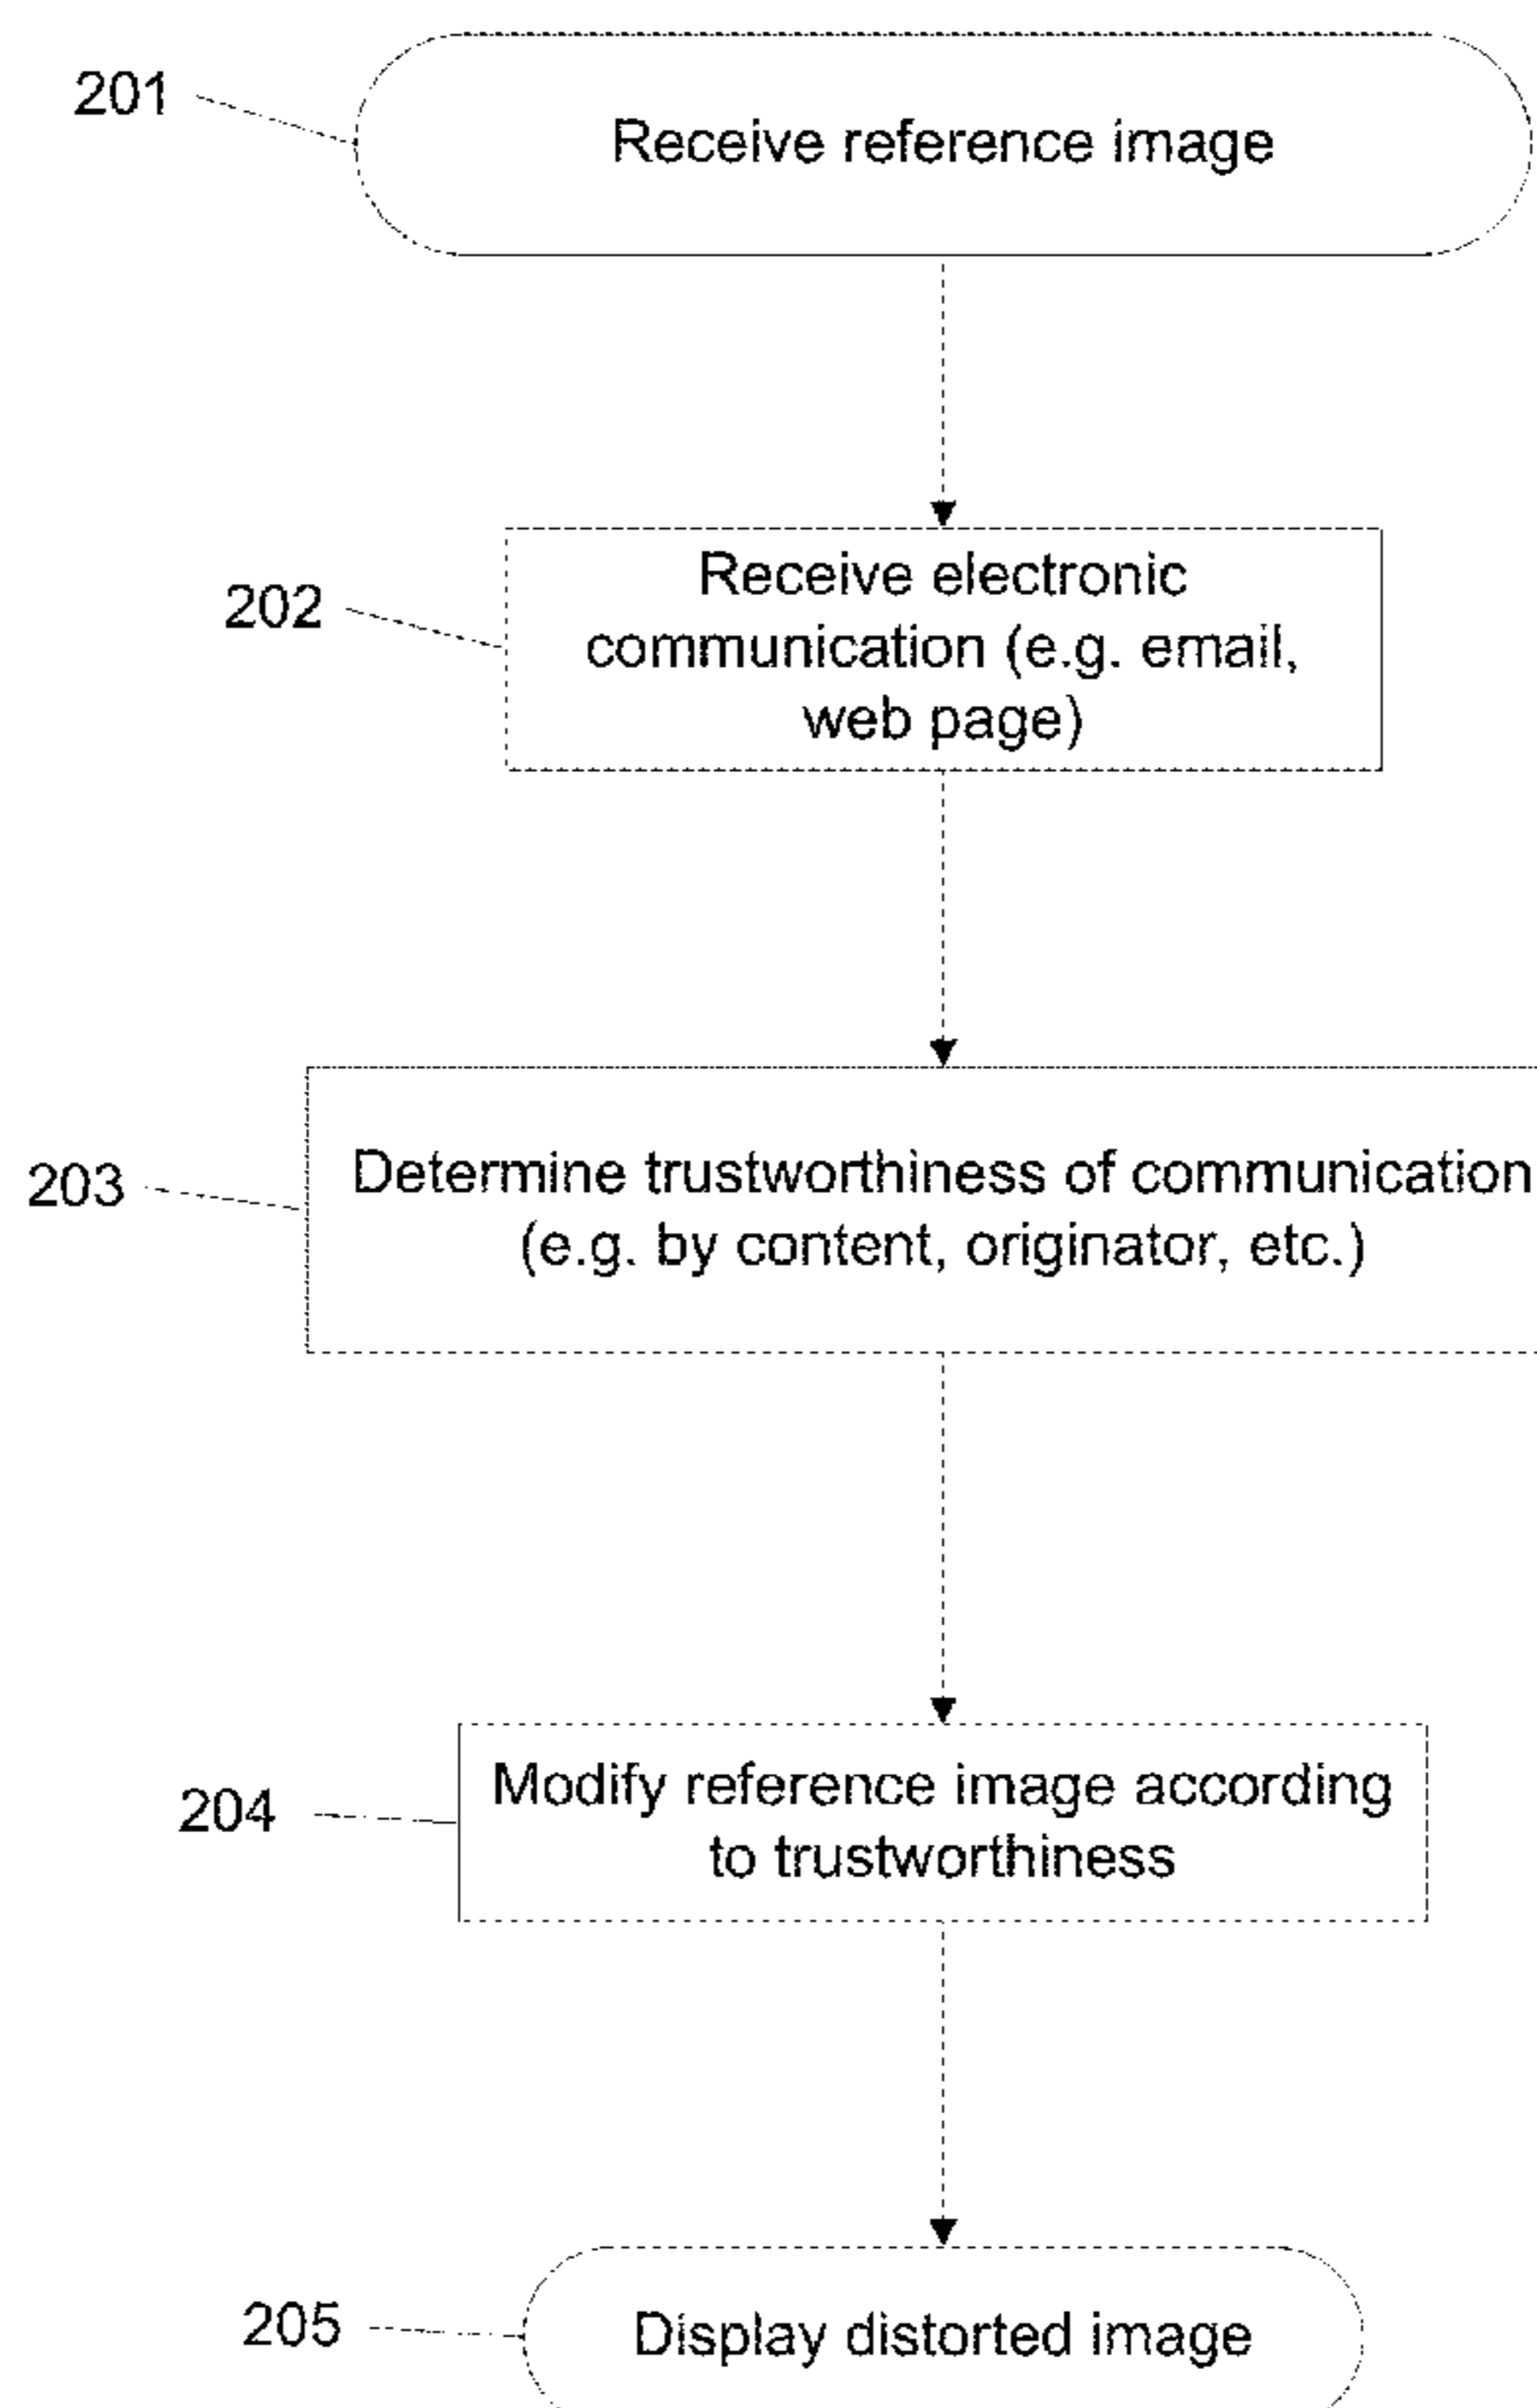 201
Receive reference image
202
Receive electronic
communication (e.g. email,
web page)
203
Determine trustworthiness of communication
(e.g. by content, originator, etc.)
204
Modify reference image according
to trustworthiness
205
Display distorted image